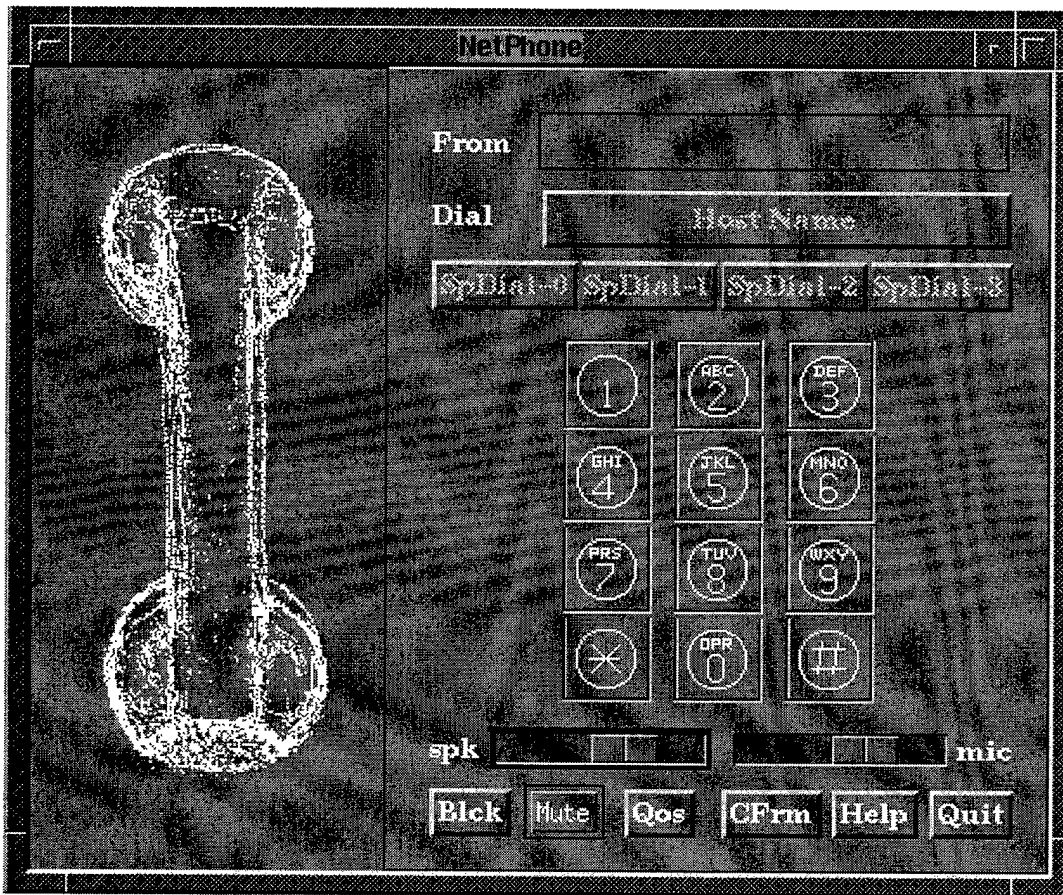 NetPhone
From
Dial Host Name
SpDial-0 SpDial-1 SpDial-2 SpDial-3
1 ABC 2 DEF 3
GHI 4 JKL 5 MNO 6
PRS 7 TUV 8 WXY 9
* OPR 0 #
spk mic
Blck Mute Qos CFrm Help Quit